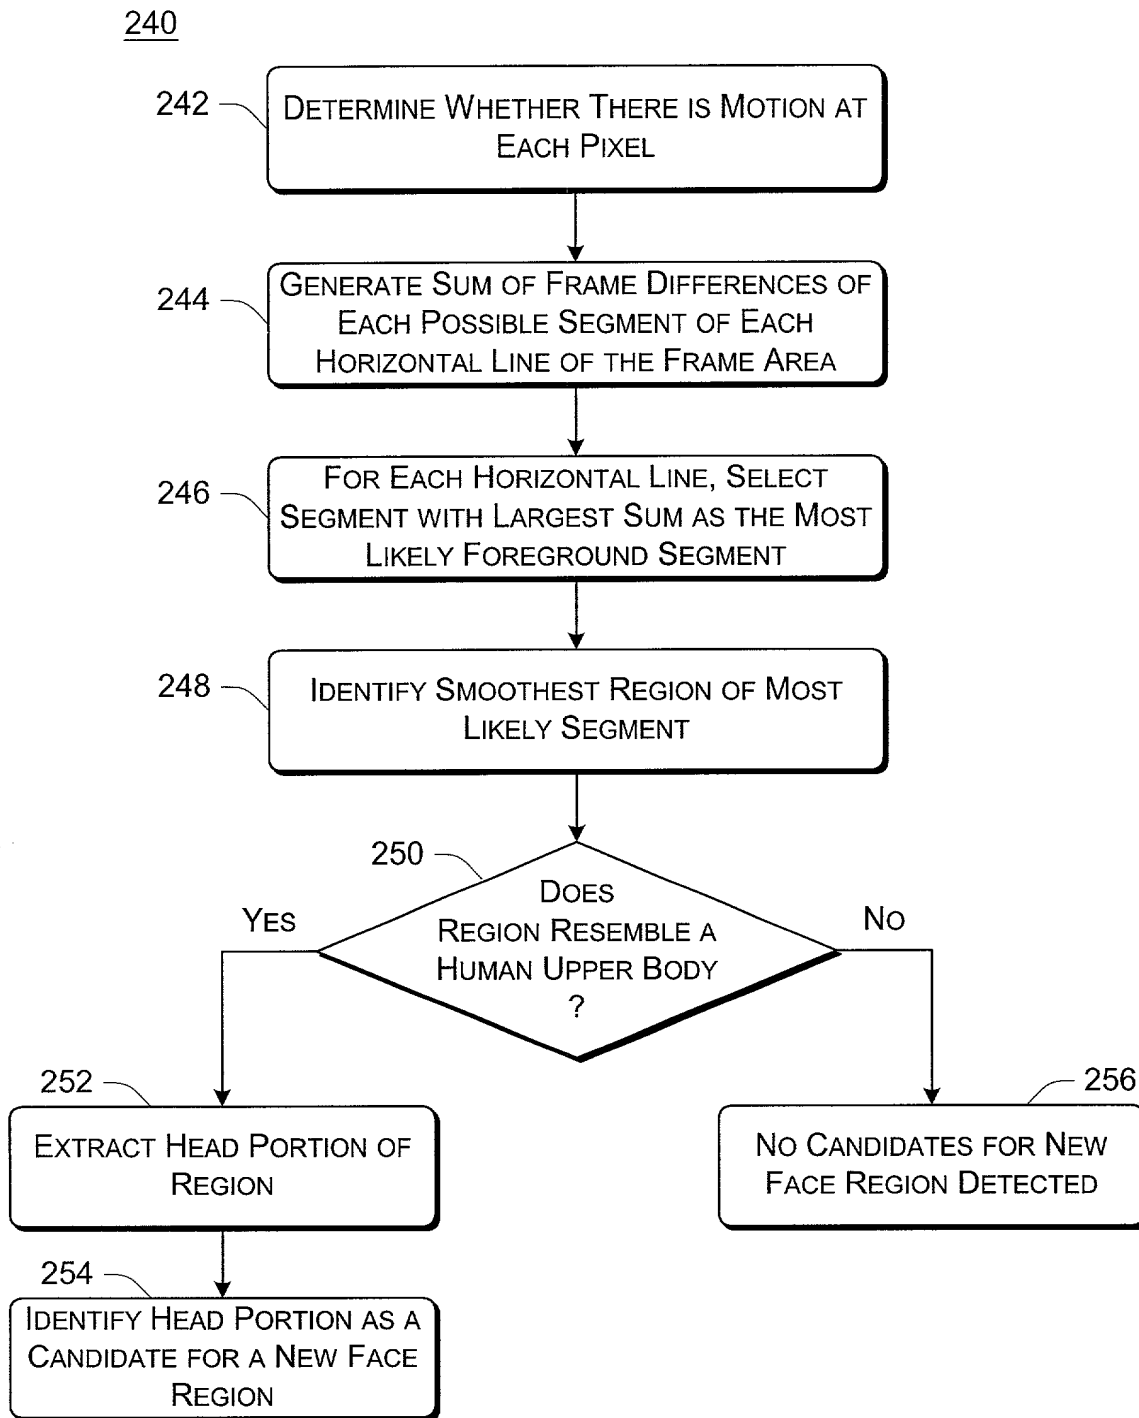 240
242
DETERMINE WHETHER THERE IS MOTION AT
EACH PIXEL
244
GENERATE SUM OF FRAME DIFFERENCES OF
EACH POSSIBLE SEGMENT OF EACH
HORIZONTAL LINE OF THE FRAME AREA
246
FOR EACH HORIZONTAL LINE, SELECT
SEGMENT WITH LARGEST SUM AS THE MOST
LIKELY FOREGROUND SEGMENT
248
IDENTIFY SMOOTHEST REGION OF MOST
LIKELY SEGMENT
250
DOES
REGION RESEMBLE A
HUMAN UPPER BODY
?
YES
NO
252
EXTRACT HEAD PORTION OF
REGION
256
NO CANDIDATES FOR NEW
FACE REGION DETECTED
254
IDENTIFY HEAD PORTION AS A
CANDIDATE FOR A NEW FACE
REGION